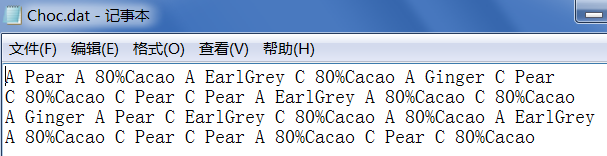 Choc.dat - 记事本
文件(F) 编辑(E) 格式(O) 查看(V) 帮助(H)
A Pear A 80%Cacao A EarlGrey C 80%Cacao A Ginger C Pear
C 80%Cacao C Pear C Pear A EarlGrey A 80%Cacao C 80%Cacao
A Ginger A Pear C EarlGrey C 80%Cacao A 80%Cacao A EarlGrey
A 80%Cacao C Pear C Pear A 80%Cacao C Pear C 80%Cacao